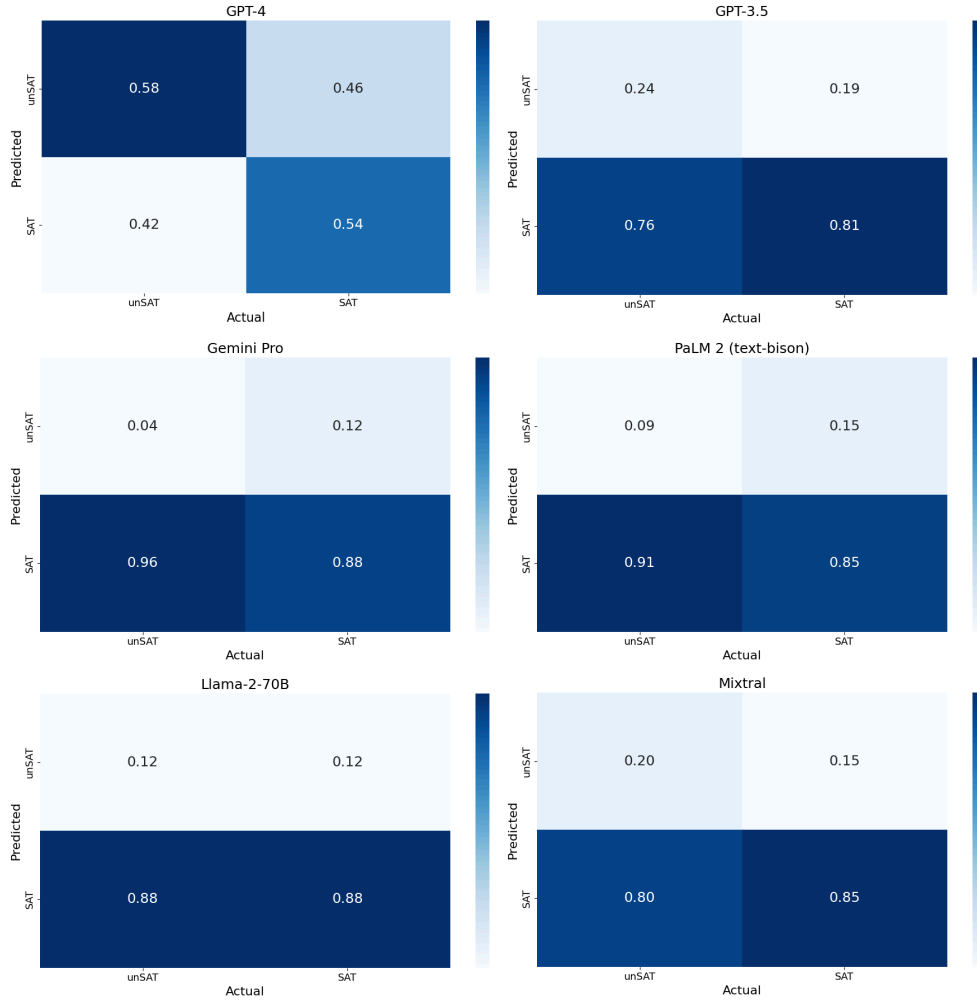 GPT-4
unSAT
0.58
0.46
Predicted
SAT
0.42
0.54
unSAT
SAT
Actual
GPT-3.5
unSAT
0.24
0.19
Predicted
SAT
0.76
0.81
unSAT
SAT
Actual
Gemini Pro
unSAT
0.04
0.12
Predicted
SAT
0.96
0.88
unSAT
SAT
Actual
PaLM 2 (text-bison)
unSAT
0.09
0.15
Predicted
SAT
0.91
0.85
unSAT
SAT
Actual
Llama-2-70B
unSAT
0.12
0.12
Predicted
SAT
0.88
0.88
unSAT
SAT
Actual
Mixtral
unSAT
0.20
0.15
Predicted
SAT
0.80
0.85
unSAT
SAT
Actual